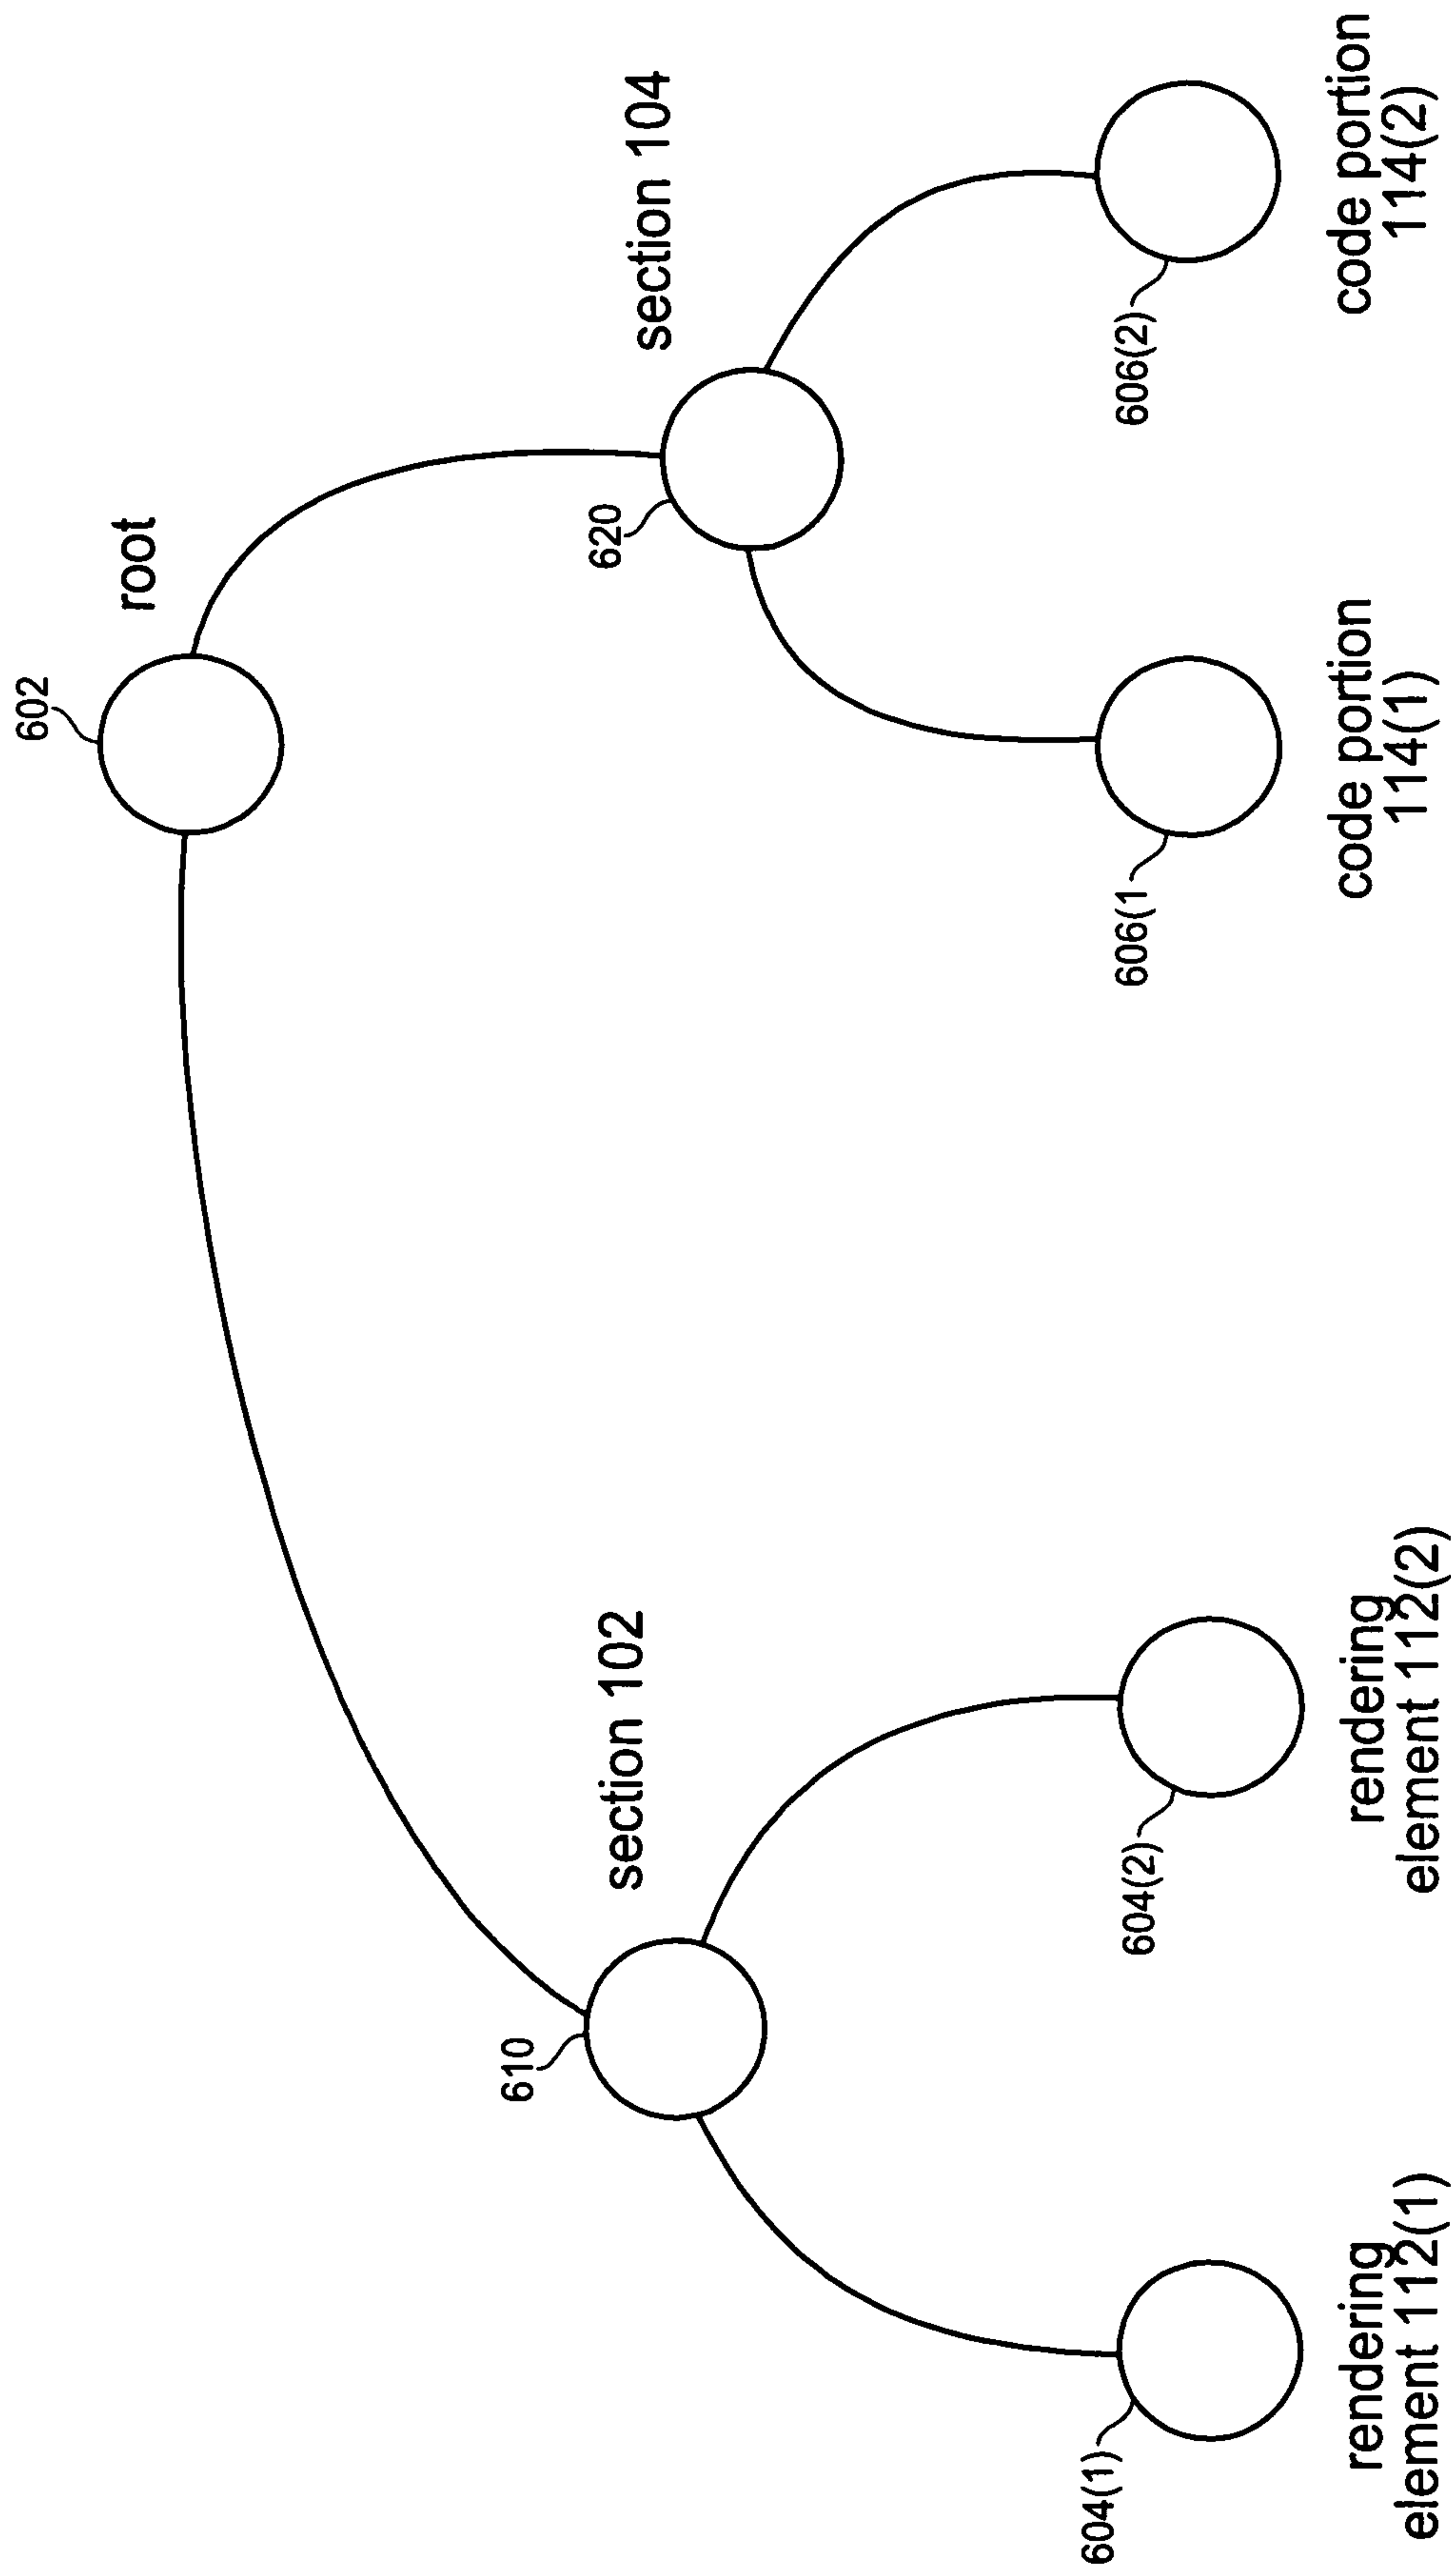 602
root
610
section 102
620
section 104
604(1)
604(2)
606(1
606(2)
rendering
element 112(1)
rendering
element 112(2)
code portion
114(1)
code portion
114(2)